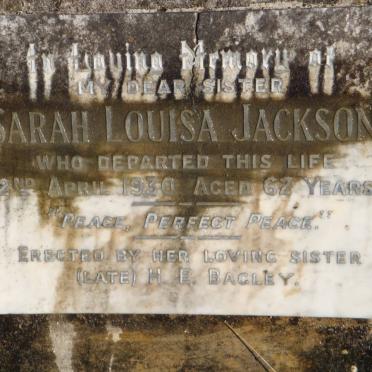 In Loving Memory of
MY DEAR SISTER
SARAH LOUISA JACKSON
WHO DEPARTED THIS LIFE
2ND APRIL 1930 AGED 62 YEARS
"PEACE, PERFECT PEACE."
ERECTED BY HER LOVING SISTER
(LATE) H. E. BAGLEY.